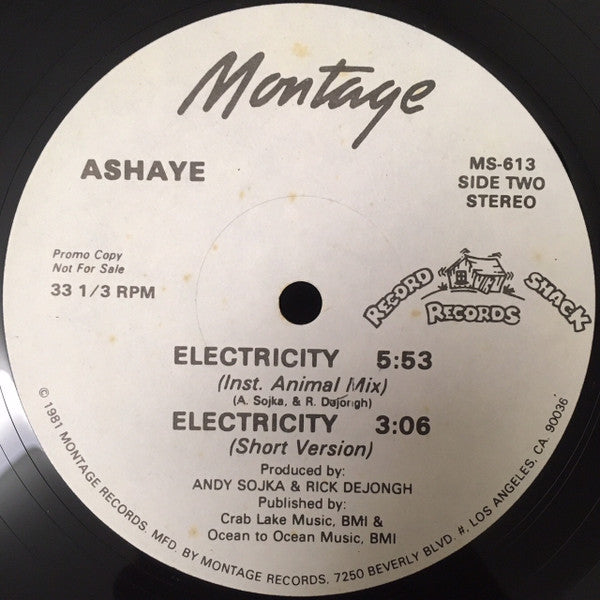 Montage
ASHAYE
MS-613
SIDE TWO
STEREO
Promo Copy
Not For Sale
33 1/3 RPM
RECORD SHACK
RECORDS
ELECTRICITY 5:53
(Inst. Animal Mix)
(A. Sojka, & R. Dejongh)
ELECTRICITY 3:06
(Short Version)
Produced by:
ANDY SOJKA & RICK DEJONGH
Published by:
Crab Lake Music, BMI &
Ocean to Ocean Music, BMI
© 1981 MONTAGE RECORDS. MFD. BY MONTAGE RECORDS. 7250 BEVERLY BLVD. #, LOS ANGELES, CA. 90036